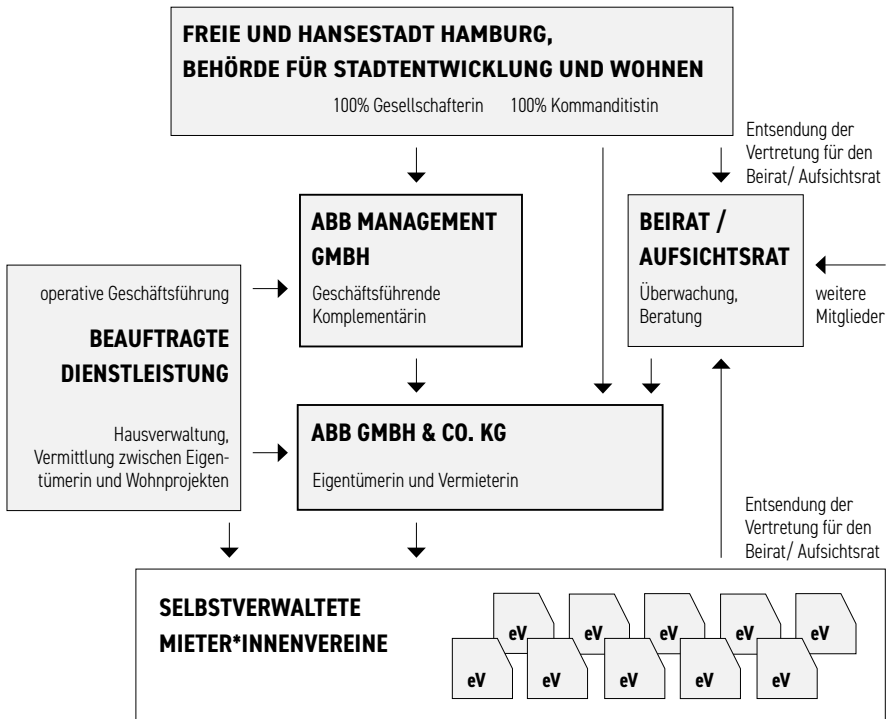 FREIE UND HANSESTADT HAMBURG,
BEHÖRDE FÜR STADTENTWICKLUNG UND WOHNEN
100% Gesellschafterin 100% Kommanditistin
Entsendung der
Vertretung für den
Beirat/ Aufsichtsrat
ABB MANAGEMENT
GMBH
Geschäftsführende
Komplementärin
BEIRAT /
AUFSICHTSRAT
Überwachung,
Beratung
weitere
Mitglieder
operative Geschäftsführung
BEAUFTRAGTE
DIENSTLEISTUNG
Hausverwaltung,
Vermittlung zwischen Eigen-
tümerin und Wohnprojekten
ABB GMBH & CO. KG
Eigentümerin und Vermieterin
Entsendung der
Vertretung für den
Beirat/ Aufsichtsrat
SELBSTVERWALTETE
MIETER*INNENVEREINE
eV eV eV eV eV
eV eV eV eV eV